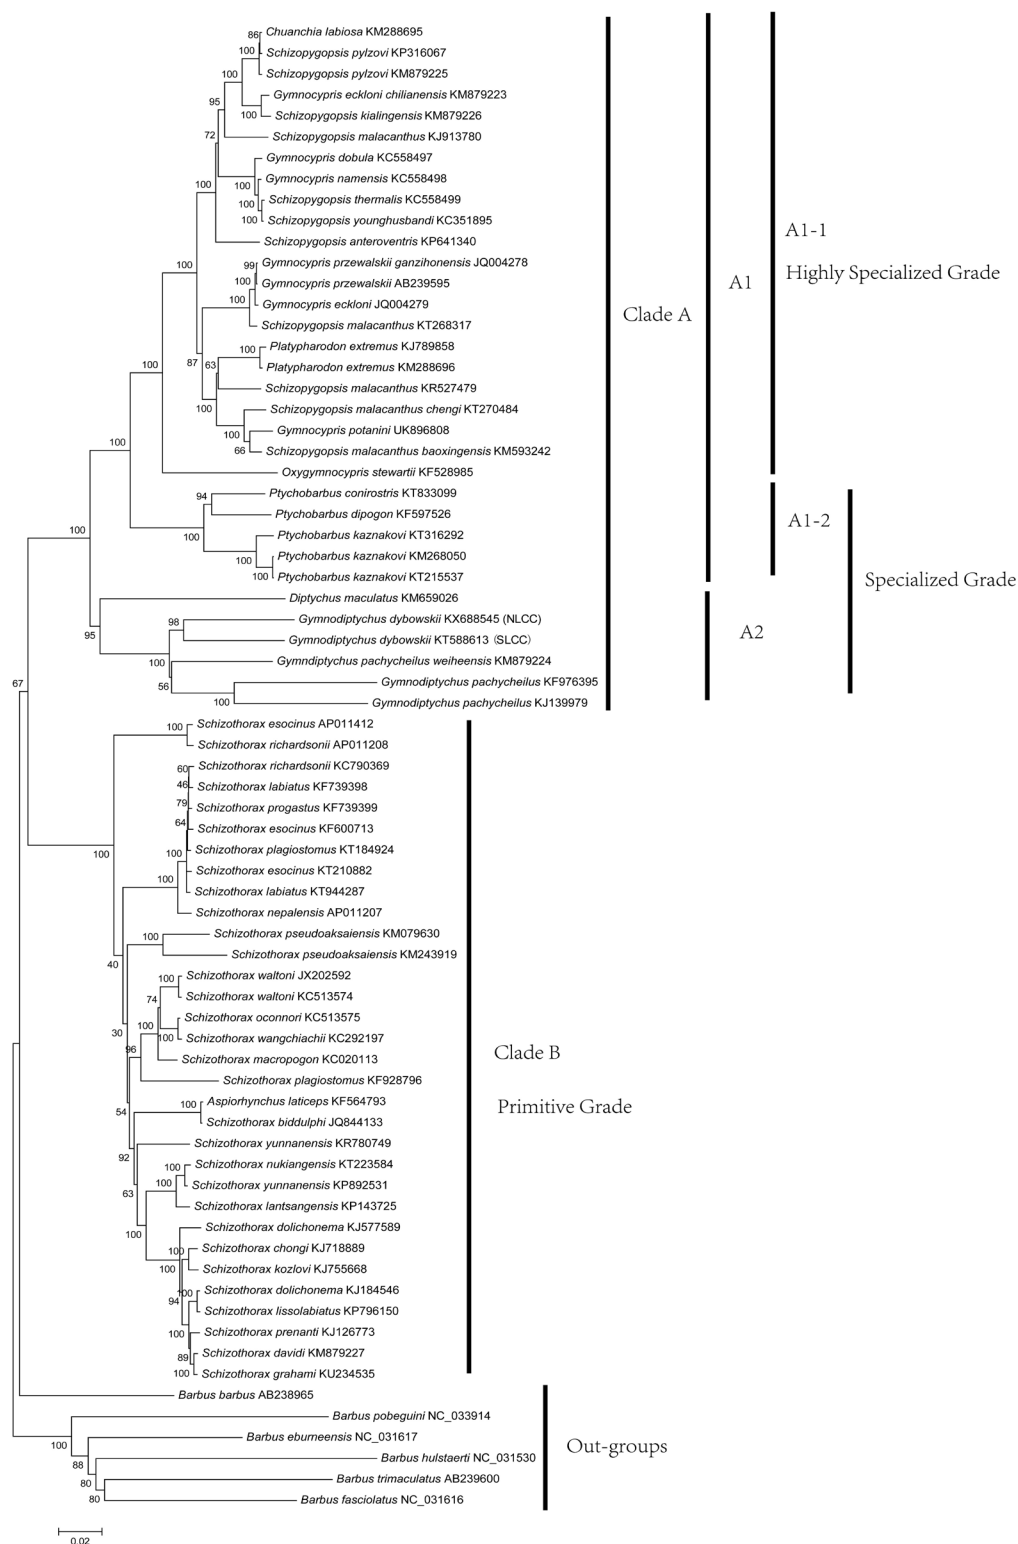 86 Chuanchia labiosa KM288695
100 Schizopygopsis pylzovi KP316067
100 Schizopygopsis pylzovi KM879225
95 Gymnocypris eckloni chilianensis KM879223
100 Schizopygopsis kialingensis KM879226
72 Schizopygopsis malacanthus KJ913780
Gymnocypris dobula KC558497
100 100 Gymnocypris namensis KC558498
100 Schizopygopsis thermalis KC558499
100 Schizopygopsis younghusbandi KC351895
A1-1
Schizopygopsis anteroventris KP641340
100 99 Gymnocypris przewalskii ganzihonensis JQ004278
Highly Specialized Grade
100 Gymnocypris przewalskii AB239595
A1
100 Gymnocypris eckloni JQ004279
Clade A
Schizopygopsis malacanthus KT268317
100 Platypharodon extremus KJ789858
100 87 63 Platypharodon extremus KM288696
Schizopygopsis malacanthus KR527479
100 Schizopygopsis malacanthus chengi KT270484
100 Gymnocypris potanini UK896808
100 66 Schizopygopsis malacanthus baoxingensis KM593242
Oxygymnocypris stewartii KF528985
94 Ptychobarbus conirostris KT833099
Ptychobarbus dipogon KF597526
A1-2
100 100 Ptychobarbus kaznakovi KT316292
100 Ptychobarbus kaznakovi KM268050
100 Ptychobarbus kaznakovi KT215537
Specialized Grade
Diptychus maculatus KM659026
98 Gymnodiptychus dybowskii KX688545 (NLCC)
A2
95 Gymnodiptychus dybowskii KT588613 (SLCC)
100 Gymndiptychus pachycheilus weiheensis KM879224
67 56 Gymnodiptychus pachycheilus KF976395
100 Gymnodiptychus pachycheilus KJ139979
100 Schizothorax esocinus AP011412
Schizothorax richardsonii AP011208
60 Schizothorax richardsonii KC790369
46 Schizothorax labiatus KF739398
79 Schizothorax progastus KF739399
64 Schizothorax esocinus KF600713
100 100 Schizothorax plagiostomus KT184924
Schizothorax esocinus KT210882
100 Schizothorax labiatus KT944287
Schizothorax nepalensis AP011207
100 Schizothorax pseudoaksaiensis KM079630
40 Schizothorax pseudoaksaiensis KM243919
100 Schizothorax waltoni JX202592
74 Schizothorax waltoni KC513574
100 Schizothorax oconnori KC513575
30 100 Schizothorax wangchiachii KC292197
Clade B
96 Schizothorax macropogon KC020113
Schizothorax plagiostomus KF928796
100 Aspiorhynchus laticeps KF564793
Primitive Grade
54 Schizothorax biddulphi JQ844133
Schizothorax yunnanensis KR780749
92 100 Schizothorax nukiangensis KT223584
63 100 Schizothorax yunnanensis KP892531
Schizothorax lantsangensis KP143725
100 Schizothorax dolichonema KJ577589
100 Schizothorax chongi KJ718889
100 Schizothorax kozlovi KJ755668
100 Schizothorax dolichonema KJ184546
94 Schizothorax lissolabiatus KP796150
100 Schizothorax prenanti KJ126773
89 Schizothorax davidi KM879227
100 Schizothorax grahami KU234535
Barbus barbus AB238965
Barbus pobeguini NC_033914
100 Barbus eburneensis NC_031617
Out-groups
88 Barbus hulstaerti NC_031530
80 Barbus trimaculatus AB239600
80 Barbus fasciolatus NC_031616
0.02